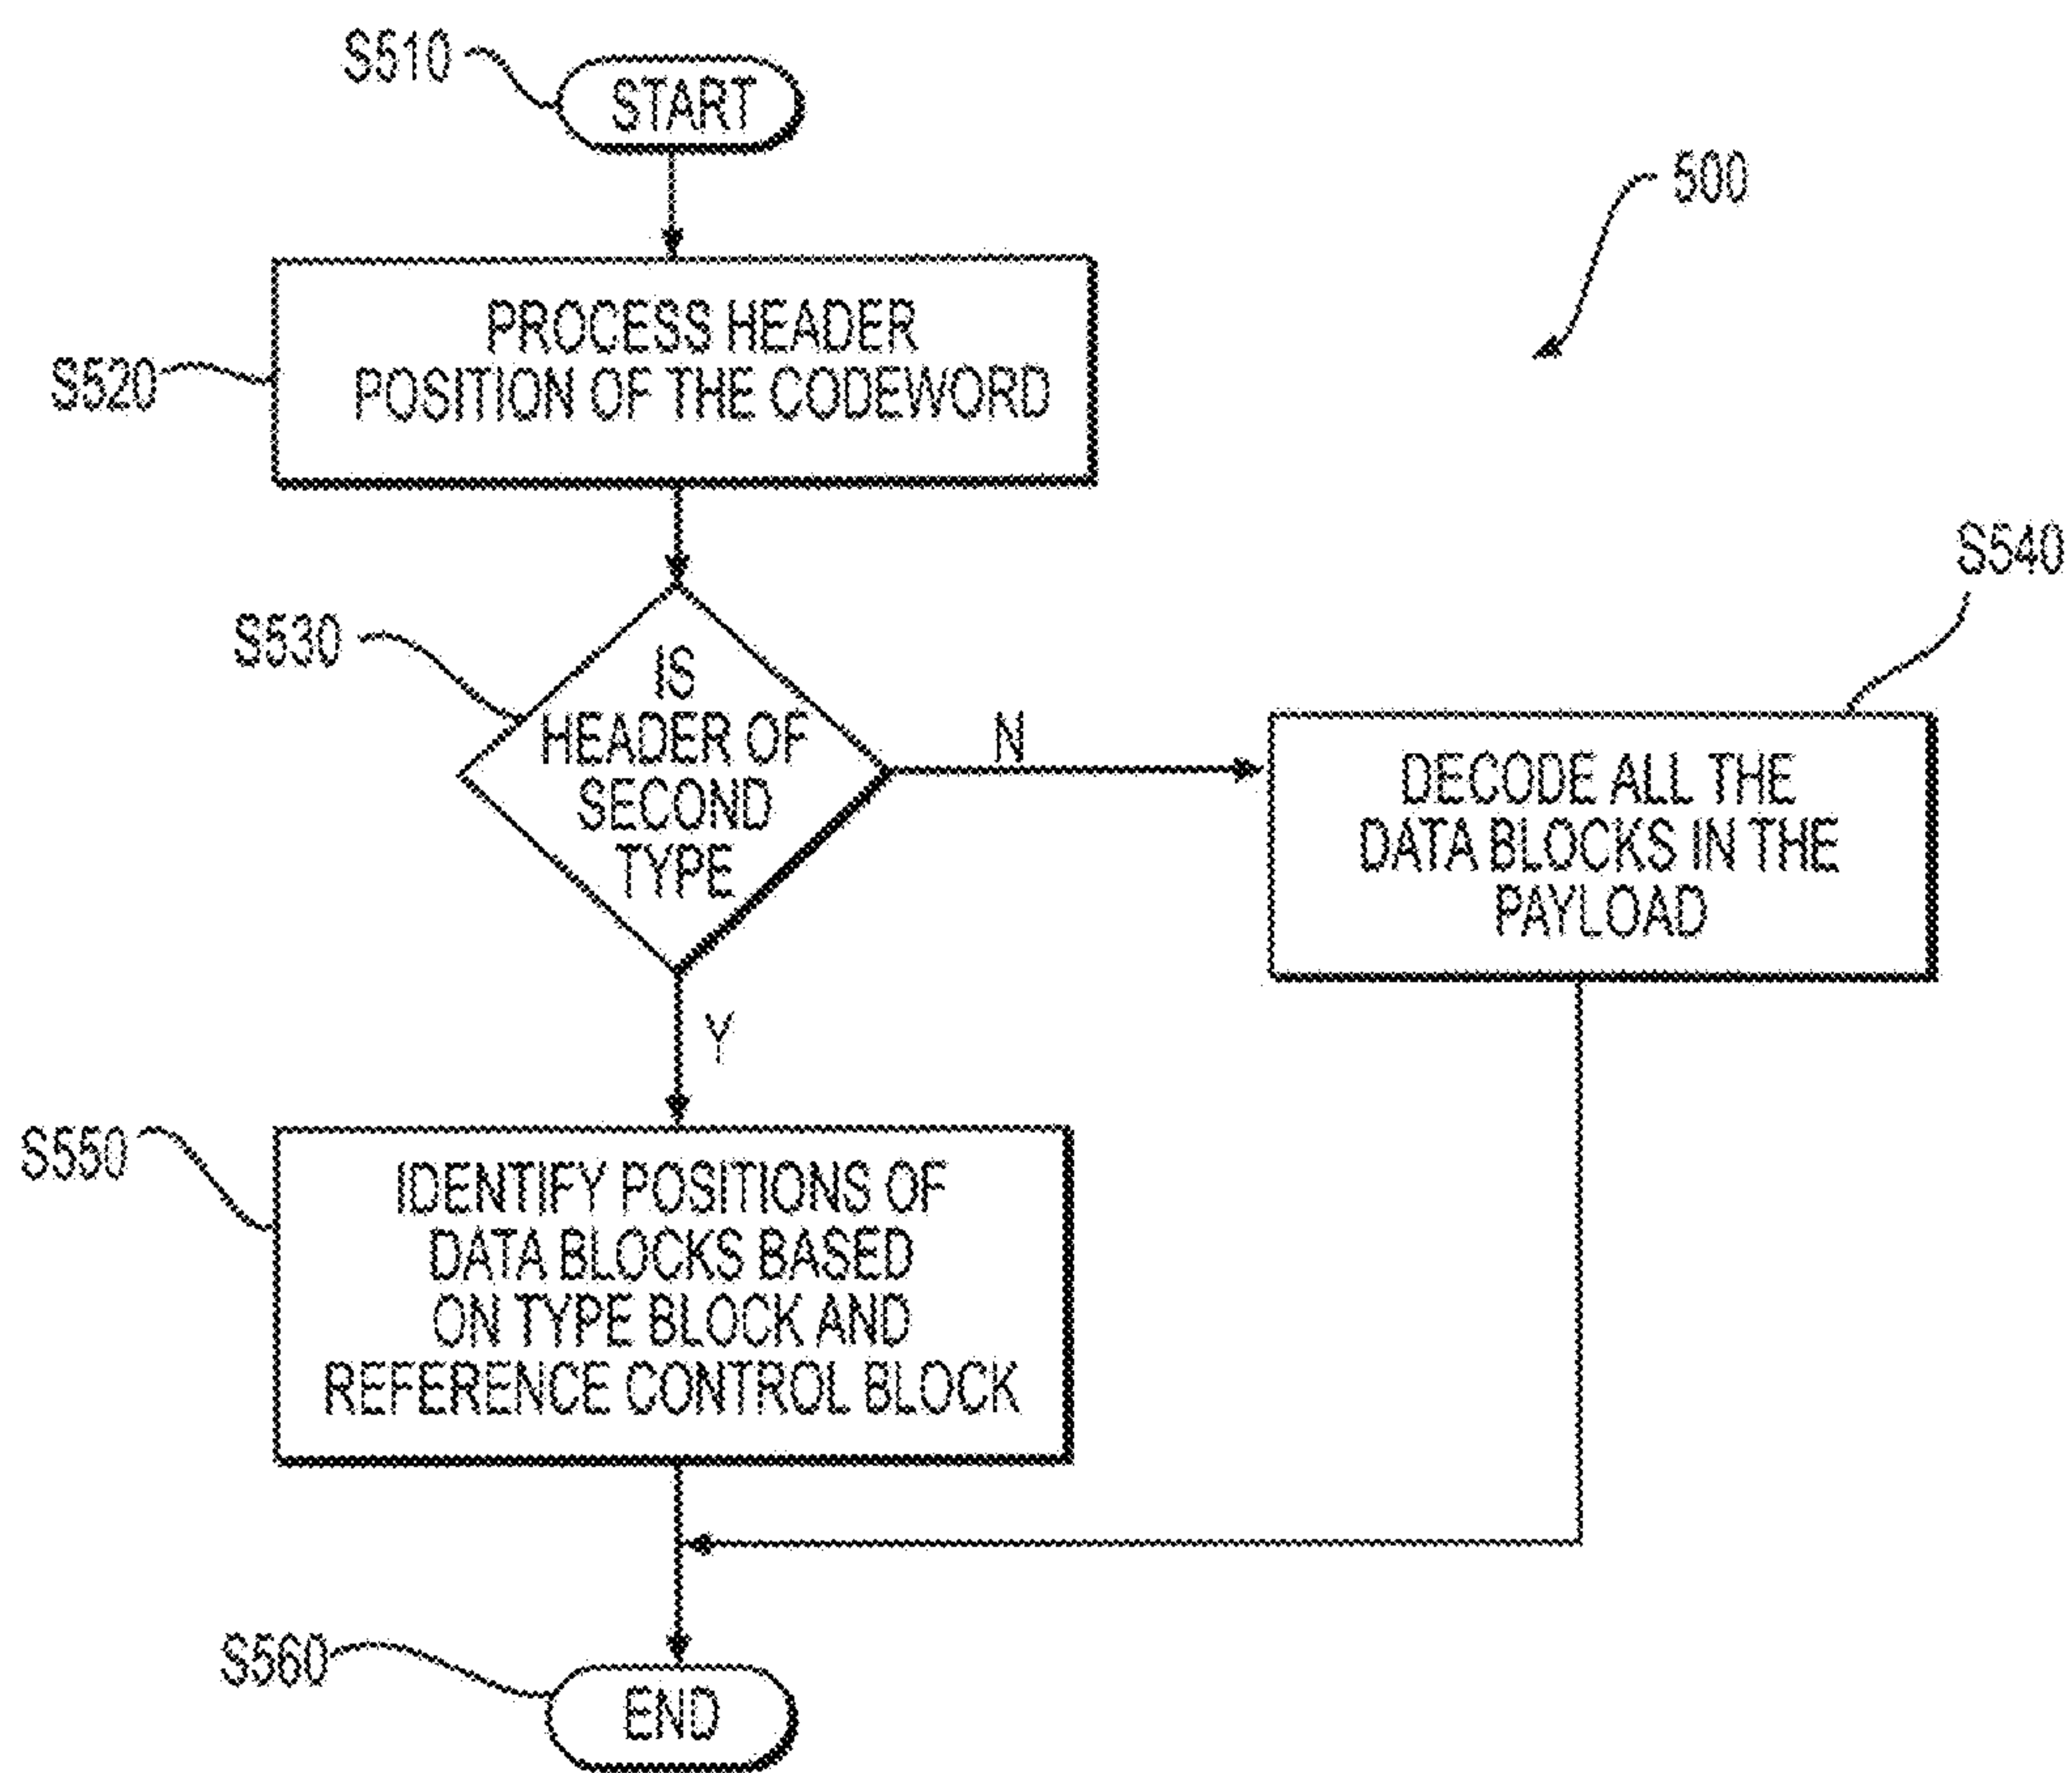 S510
START
500
PROCESS HEADER
POSITION OF THE CODEWORD
S520
S540
S530
IS
HEADER OF
SECOND
TYPE
N
DECODE ALL THE
DATA BLOCKS IN THE
PAYLOAD
Y
S550
IDENTIFY POSITIONS OF
DATA BLOCKS BASED
ON TYPE BLOCK AND
REFERENCE CONTROL BLOCK
S560
END